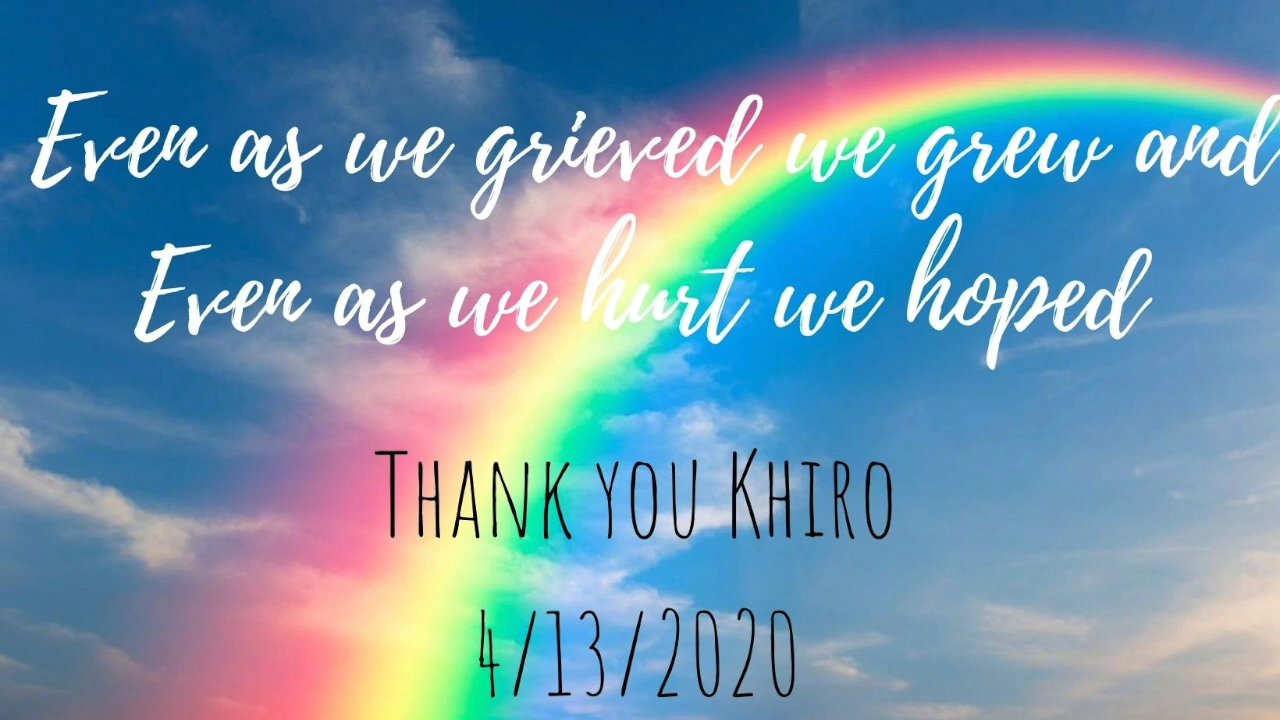 Even as we grieved we grew and
Even as we hurt we hoped
Thank you Khiro
4/13/2020